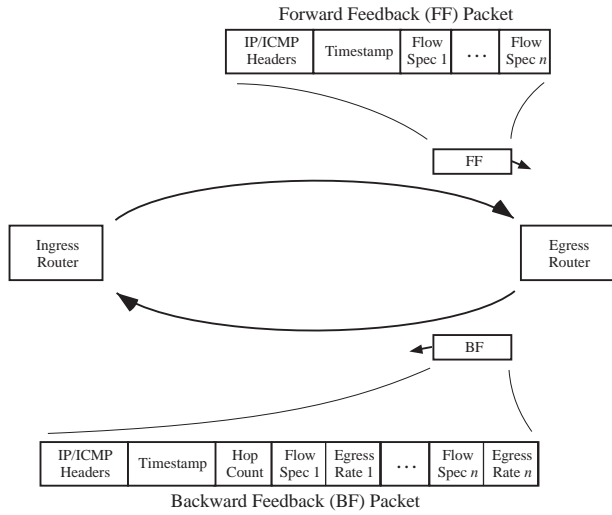 Forward Feedback (FF) Packet
IP/ICMP Headers
Timestamp
Flow Spec 1
...
Flow Spec n
FF
Ingress Router
Egress Router
BF
IP/ICMP Headers
Timestamp
Hop Count
Flow Spec 1
Egress Rate 1
...
Flow Spec n
Egress Rate n
Backward Feedback (BF) Packet